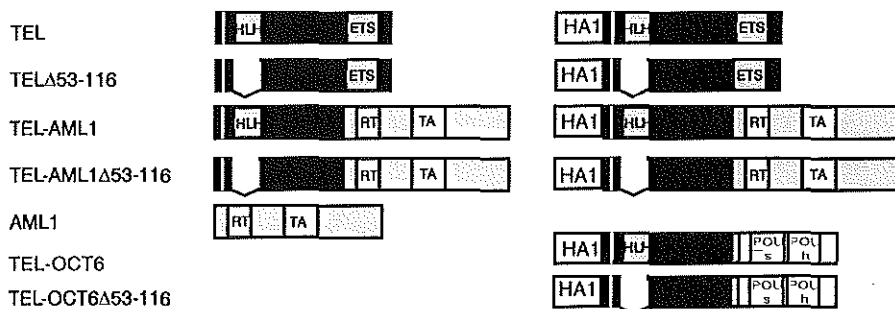 TEL HLH ETS HA1 HLH ETS
TELΔ53-116 ETS HA1 ETS
TEL-AML1 HLH RT TA HA1 HLH RT TA
TEL-AML1Δ53-116 RT TA HA1 RT TA
AML1 RT TA
TEL-OCT6 HA1 HLH POU s POU h
TEL-OCT6Δ53-116 HA1 POU s POU h